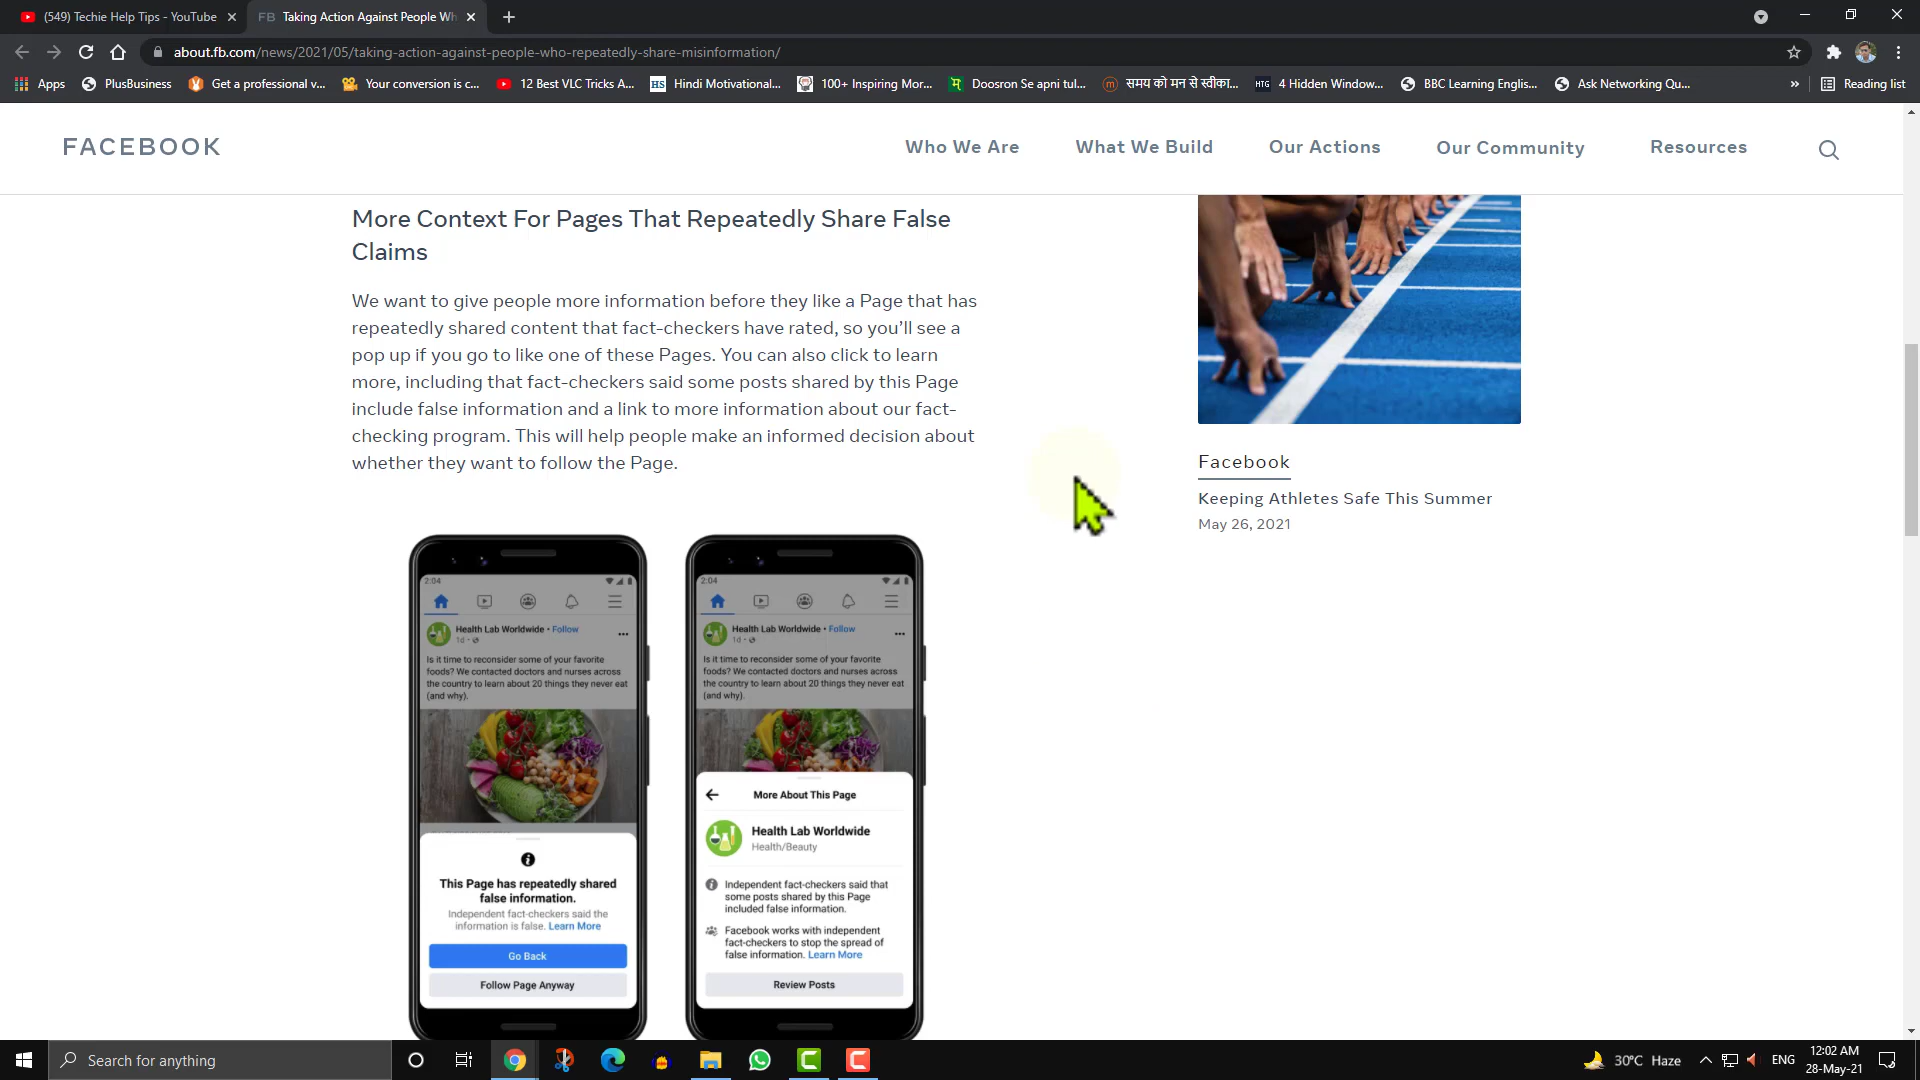 (549) Techie Help Tips - YouTube
FB Taking Action Against People Wh
about.fb.com/news/2021/05/taking-action-against-people-who-repeatedly-share-misinformation/
Apps PlusBusiness Get a professional v... Your conversion is c... 12 Best VLC Tricks A... HS Hindi Motivational... 100+ Inspiring Mor... Doosron Se apni tul... m समय को मन से स्वीका... HTG 4 Hidden Window... BBC Learning Englis... Ask Networking Qu... » Reading list
FACEBOOK
Who We Are What We Build Our Actions Our Community Resources
More Context For Pages That Repeatedly Share False
Claims
We want to give people more information before they like a Page that has
repeatedly shared content that fact-checkers have rated, so you’ll see a
pop up if you go to like one of these Pages. You can also click to learn
more, including that fact-checkers said some posts shared by this Page
include false information and a link to more information about our fact-
checking program. This will help people make an informed decision about
whether they want to follow the Page.
Facebook
Keeping Athletes Safe This Summer
May 26, 2021
2:04
Health Lab Worldwide • Follow
1d
Is it time to reconsider some of your favorite
foods? We contacted doctors and nurses across
the country to learn about 20 things they never eat
(and why).
This Page has repeatedly shared
false information.
Independent fact-checkers said the
information is false. Learn More
Go Back
Follow Page Anyway
2:04
Health Lab Worldwide • Follow
1d
Is it time to reconsider some of your favorite
foods? We contacted doctors and nurses across
the country to learn about 20 things they never eat
(and why).
More About This Page
Health Lab Worldwide
Health/Beauty
Independent fact-checkers said that
some posts shared by this Page
included false information.
Facebook works with independent
fact-checkers to stop the spread of
false information. Learn More
Review Posts
Search for anything
30°C Haze
ENG
12:02 AM
28-May-21